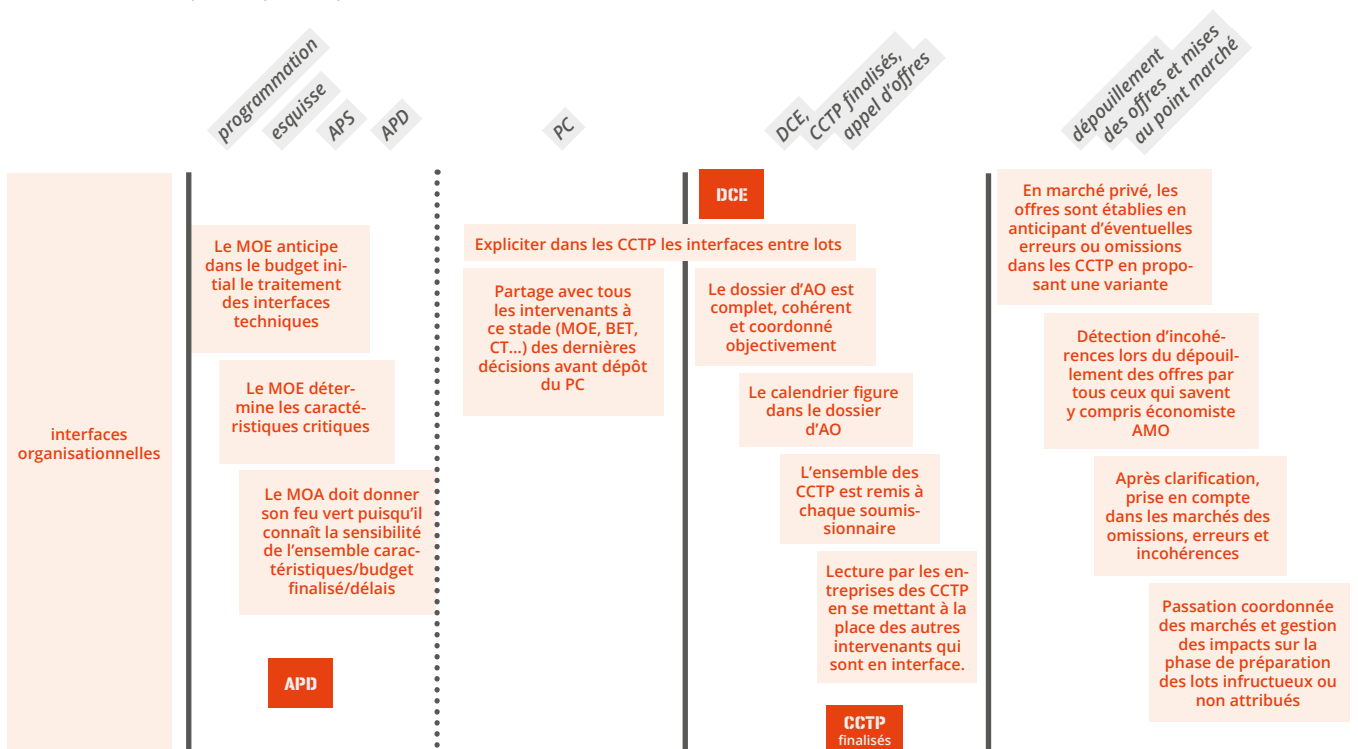 programmation
esquisse
APS
APD
PC
DCE,
CCTP finalisés,
appel d'offres
dépouillement
des offres et mises
au point marché
interfaces
organisationnelles
Le MOE anticipe
dans le budget ini-
tial le traitement
des interfaces
techniques
Le MOE déter-
mine les caracté-
ristiques critiques
Le MOA doit donner
son feu vert puisqu'il
connaît la sensibilité
de l'ensemble carac-
téristiques/budget
finalisé/délais
APD
Expliciter dans les CCTP les interfaces entre lots
Partage avec tous
les intervenants à
ce stade (MOE, BET,
CT...) des dernières
décisions avant dépôt
du PC
DCE
Le dossier d'AO est
complet, cohérent
et coordonné
objectivement
Le calendrier figure
dans le dossier
d'AO
L'ensemble des
CCTP est remis à
chaque soumis-
sionnaire
Lecture par les en-
treprises des CCTP
en se mettant à la
place des autres
intervenants qui
sont en interface.
CCTP
finalisés
En marché privé, les
offres sont établies en
anticipant d'éventuelles
erreurs ou omissions
dans les CCTP en propo-
sant une variante
Détection d'incohé-
rences lors du dépouil-
lement des offres par
tous ceux qui savent
y compris économiste
AMO
Après clarification,
prise en compte
dans les marchés des
omissions, erreurs et
incohérences
Passation coordonnée
des marchés et gestion
des impacts sur la
phase de préparation
des lots infructueux ou
non attribués